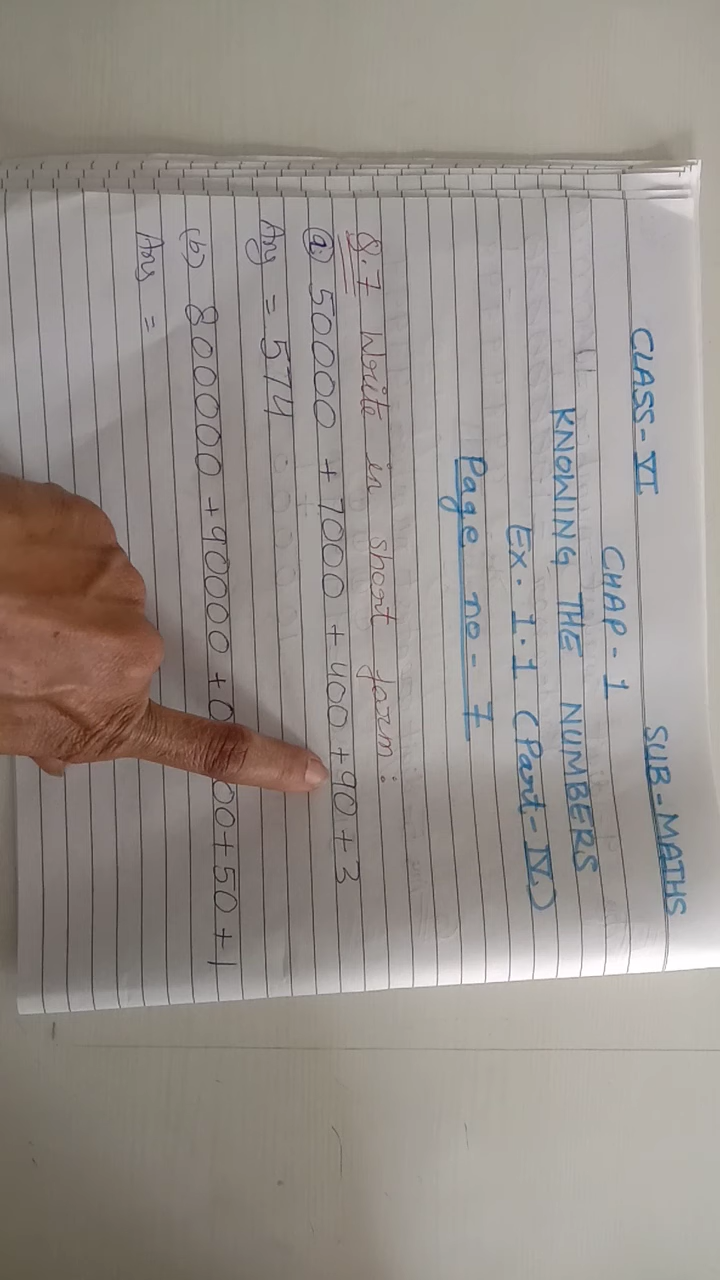 CLASS-VI SUB-MATHS
CHAP-1
KNOWING THE NUMBERS
EX. 1.1 (Part-IV)
Page no-7
Q.7 Write in short form:
(a) 50000 + 7000 + 400 + 90 + 3
Ans = 574
(b) 800000 + 90000 + 00+50+1
Ans =